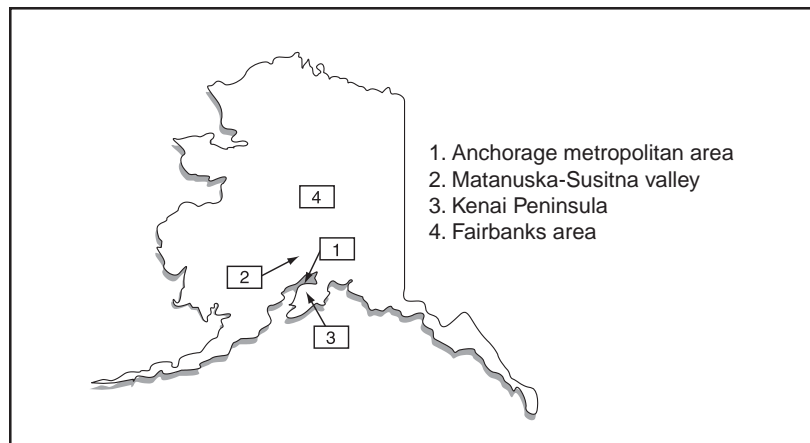 1. Anchorage metropolitan area
2. Matanuska-Susitna valley
3. Kenai Peninsula
4. Fairbanks area
4
1
2
3